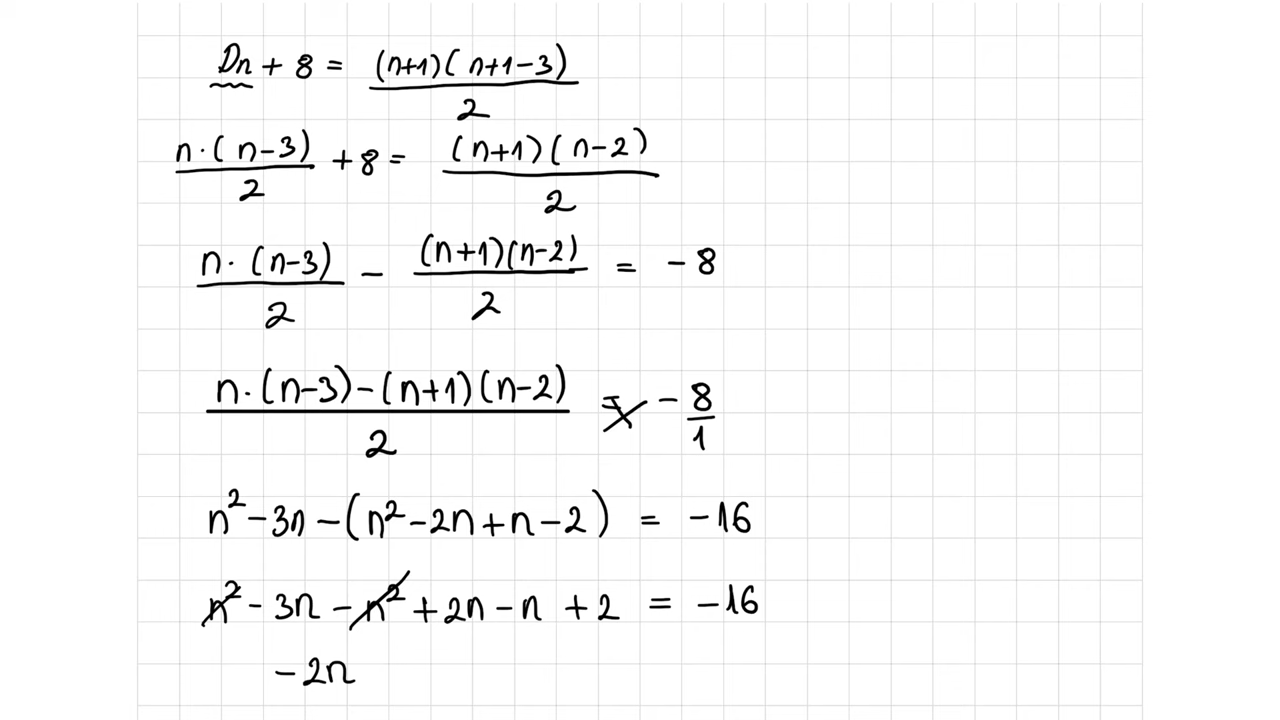 Dn + 8 = (n+1)(n+1-3)/2
n·(n-3)/2 + 8 = (n+1)(n-2)/2
n·(n-3)/2 - (n+1)(n-2)/2 = -8
n·(n-3)-(n+1)(n-2)/2 = -8/1
n² - 3n - (n² - 2n + n - 2) = -16
n² - 3n - n² + 2n - n + 2 = -16
- 2n